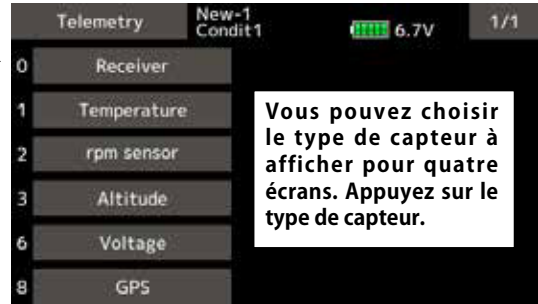 Telemetry
New-1
Condit1
6.7V
1/1
0 Receiver
1 Temperature
2 rpm sensor
3 Altitude
6 Voltage
8 GPS
Vous pouvez choisir
le type de capteur à
afficher pour quatre
écrans. Appuyez sur le
type de capteur.